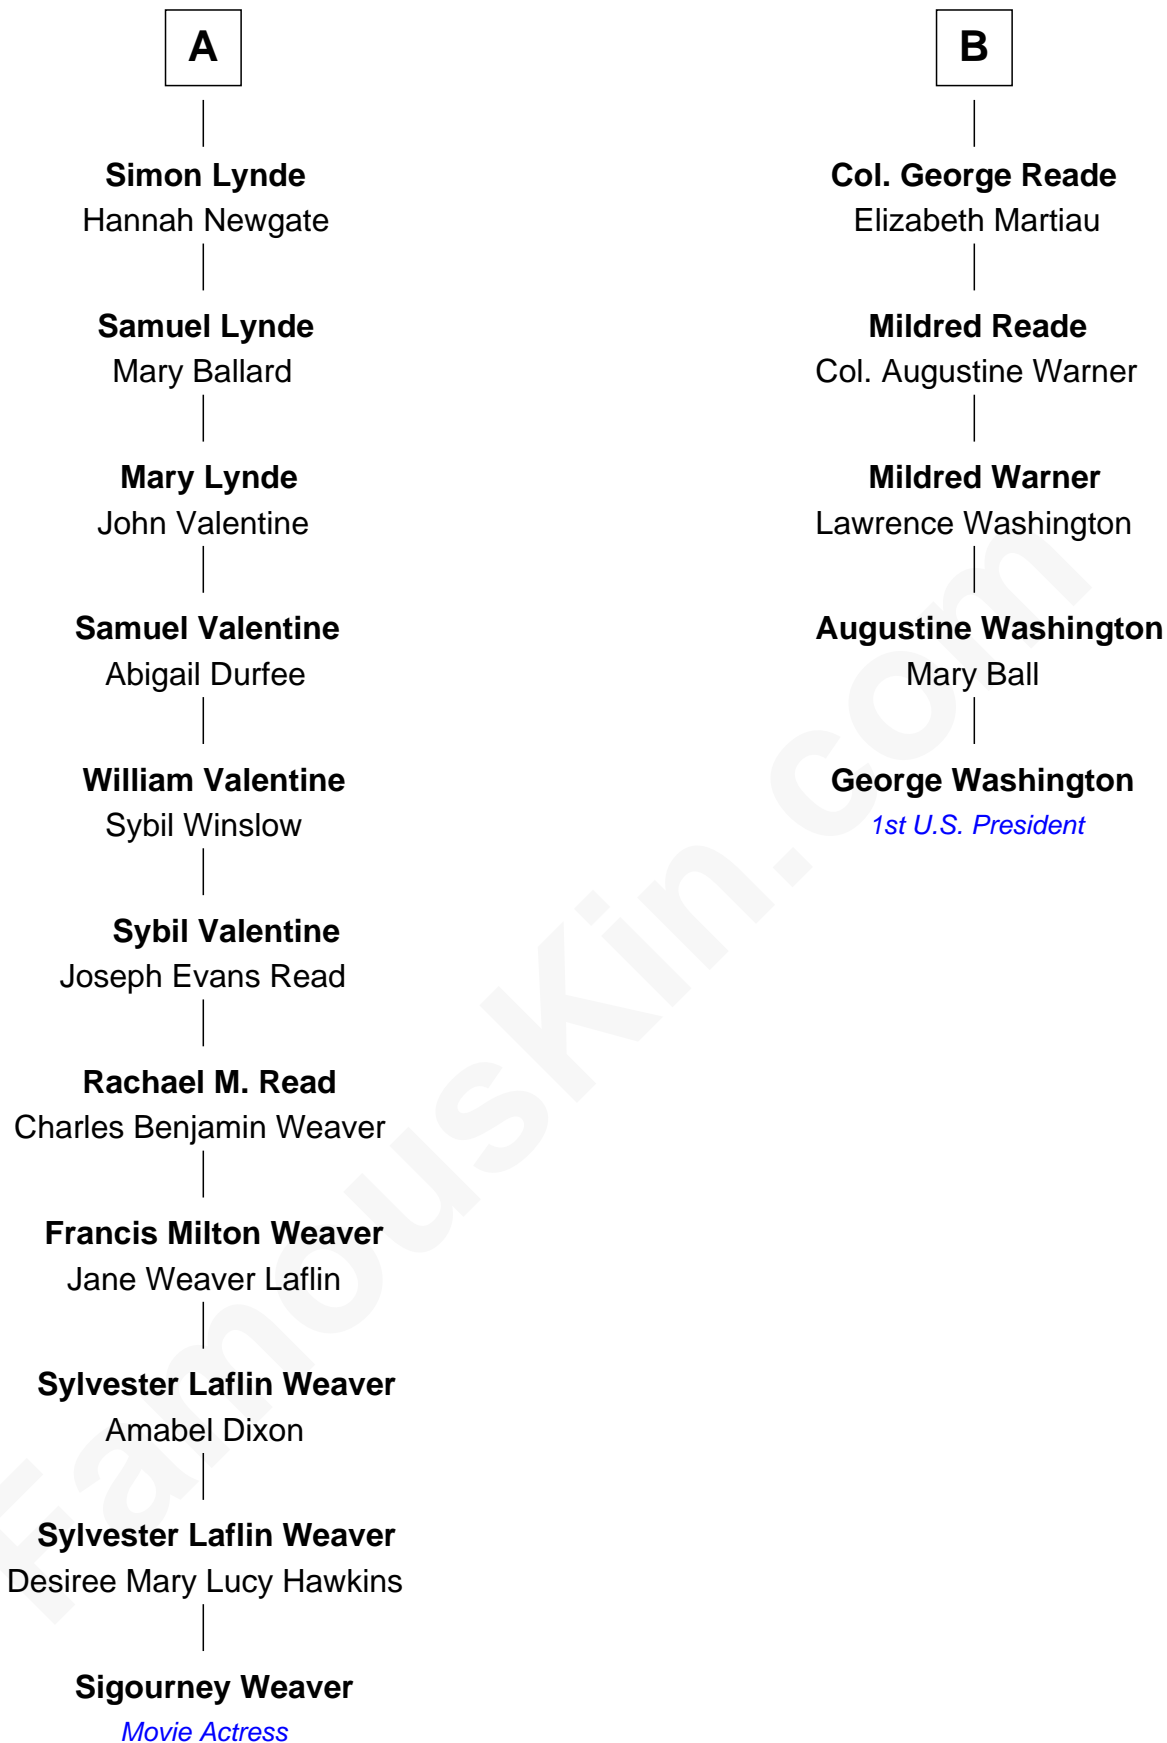 A
Simon Lynde
Hannah Newgate
Samuel Lynde
Mary Ballard
Mary Lynde
John Valentine
Samuel Valentine
Abigail Durfee
William Valentine
Sybil Winslow
Sybil Valentine
Joseph Evans Read
Rachael M. Read
Charles Benjamin Weaver
Francis Milton Weaver
Jane Weaver Laflin
Sylvester Laflin Weaver
Amabel Dixon
Sylvester Laflin Weaver
Desiree Mary Lucy Hawkins
Sigourney Weaver
Movie Actress
B
Col. George Reade
Elizabeth Martiau
Mildred Reade
Col. Augustine Warner
Mildred Warner
Lawrence Washington
Augustine Washington
Mary Ball
George Washington
1st U.S. President
FamousKin.com